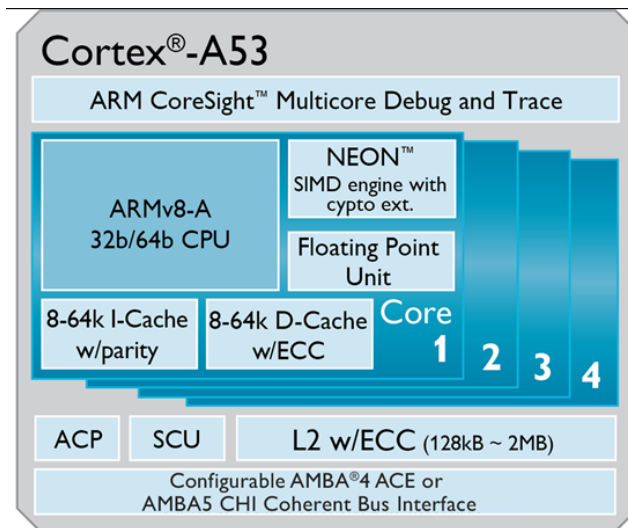 Cortex®-A53
ARM CoreSight™ Multicore Debug and Trace
ARMv8-A
32b/64b CPU
NEON™
SIMD engine with
cypto ext.
Floating Point
Unit
8-64k I-Cache
w/parity
8-64k D-Cache
w/ECC
Core
1
2
3
4
ACP
SCU
L2 w/ECC (128kB ~ 2MB)
Configurable AMBA®4 ACE or
AMBA5 CHI Coherent Bus Interface